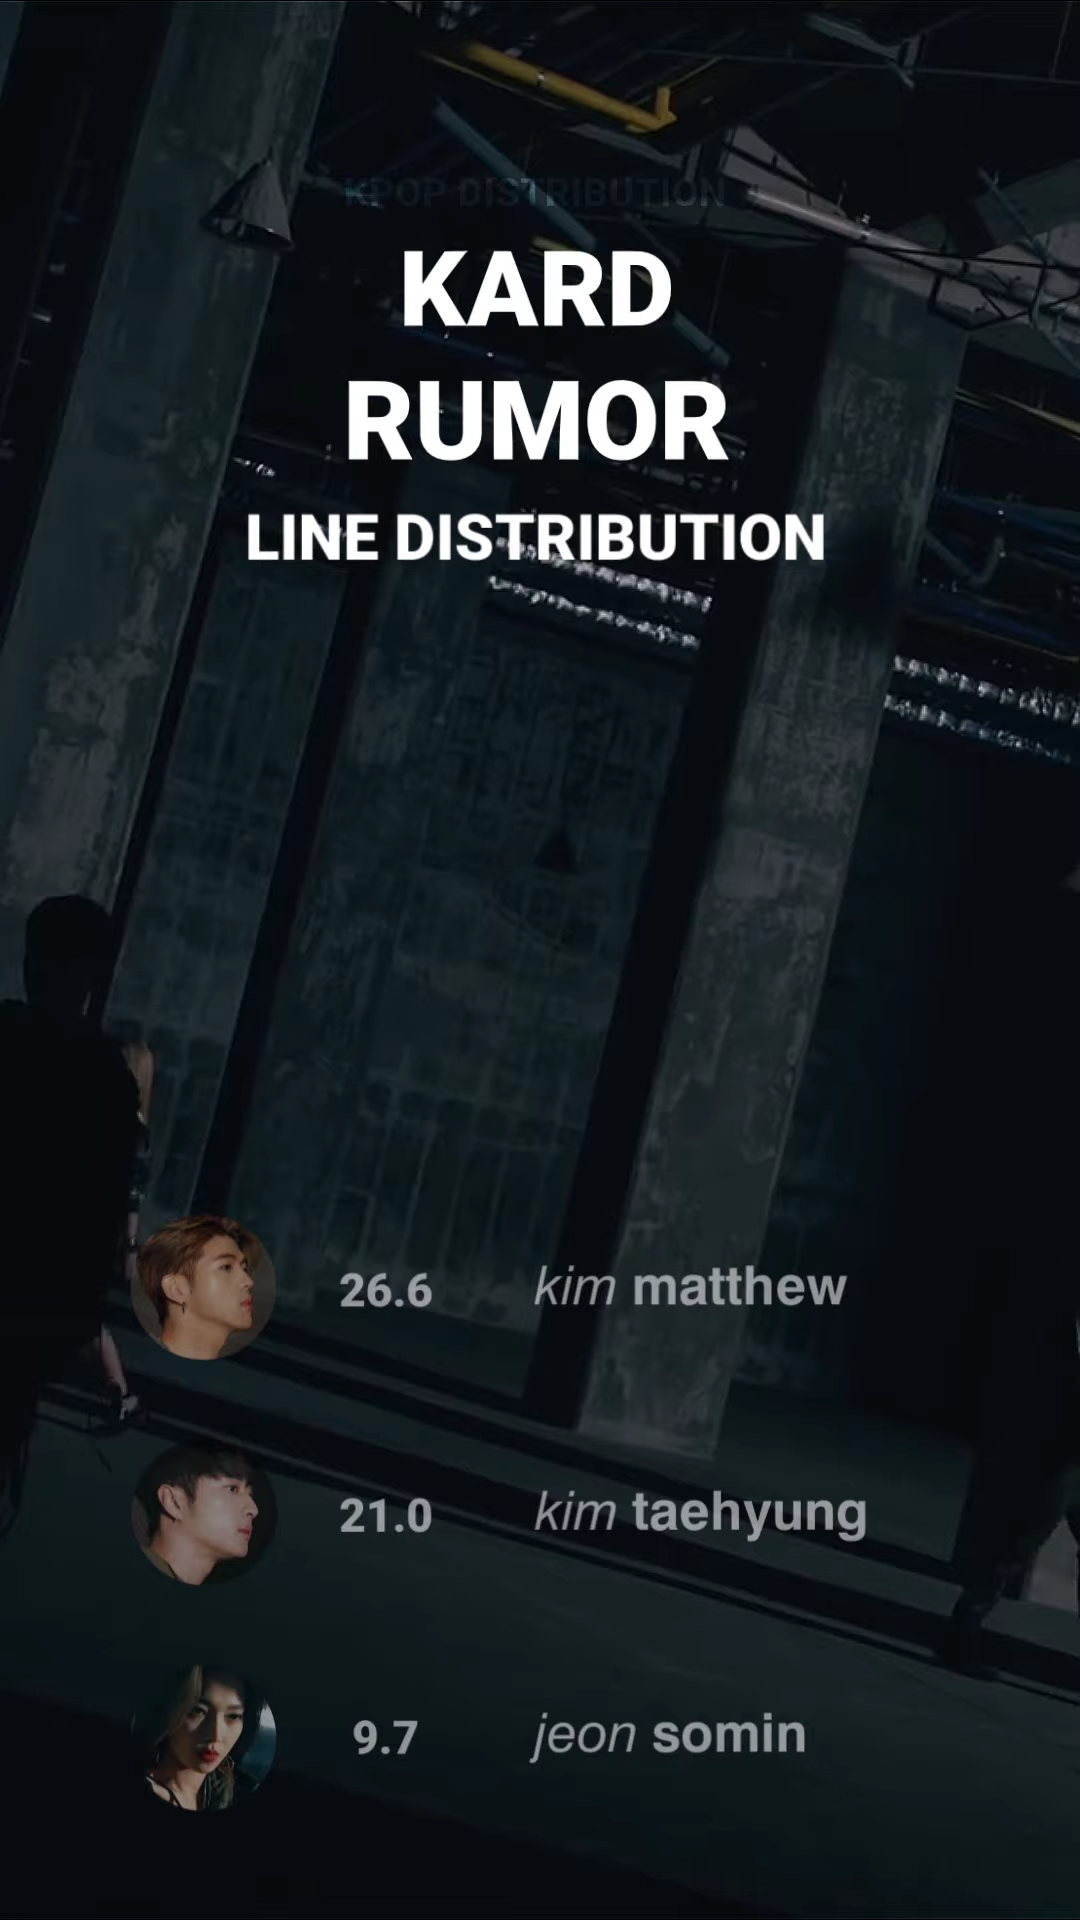 KPOP DISTRIBUTION
KARD
RUMOR
LINE DISTRIBUTION
26.6 kim matthew
21.0 kim taehyung
9.7 jeon somin